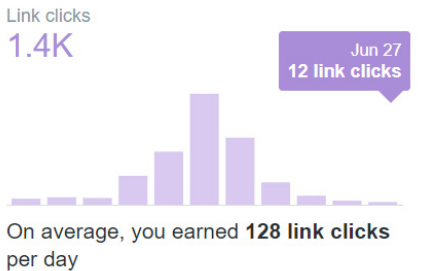 Link clicks
1.4K
Jun 27
12 link clicks
On average, you earned 128 link clicks
per day